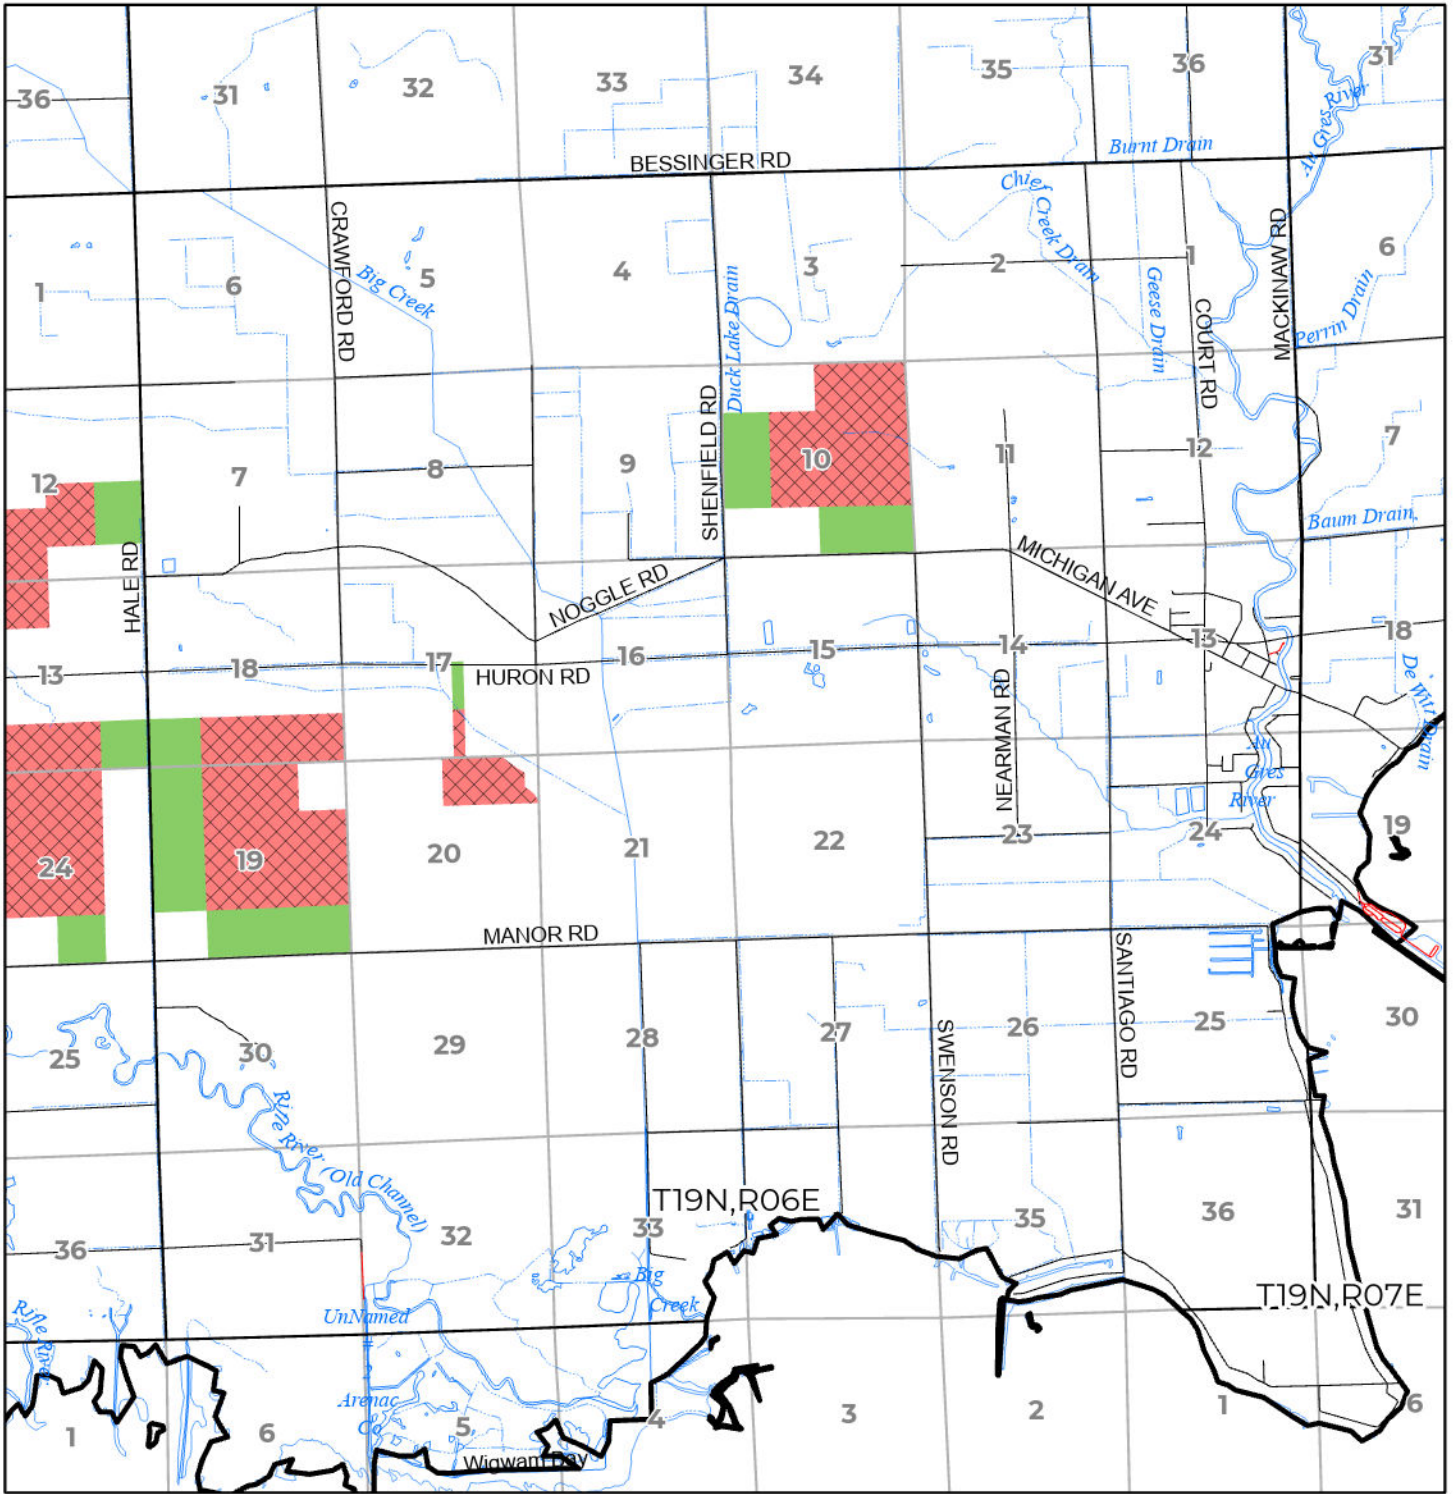 36
31
32
33
34
35
36
31
Au Gres River
BESSINGER RD
Burnt Drain
1
6
CRAWFORD RD
5
Big Creek
4
Duck Lake Drain
3
Chief Creek Drain
2
Geese Drain
1
COURT RD
MACKINAW RD
6
Perrin Drain
12
7
8
9
SHENFIELD RD
10
11
12
7
Baum Drain
HALE RD
NOGGLE RD
MICHIGAN AVE
13
18
17
HURON RD
16
15
14
13
18
De Witt Drain
NEARMAN RD
Au
Gres
River
24
19
20
21
22
23
24
19
MANOR RD
SANTIAGO RD
25
30
29
28
27
SWENSON RD
26
25
30
Rifle River (Old Channel)
T19N,R06E
36
31
32
33
35
36
31
Big
Creek
T19N,R07E
Rifle River
UnNamed
#
2
Arenac
Co
1
6
5
4
3
2
1
6
Wigwam Bay